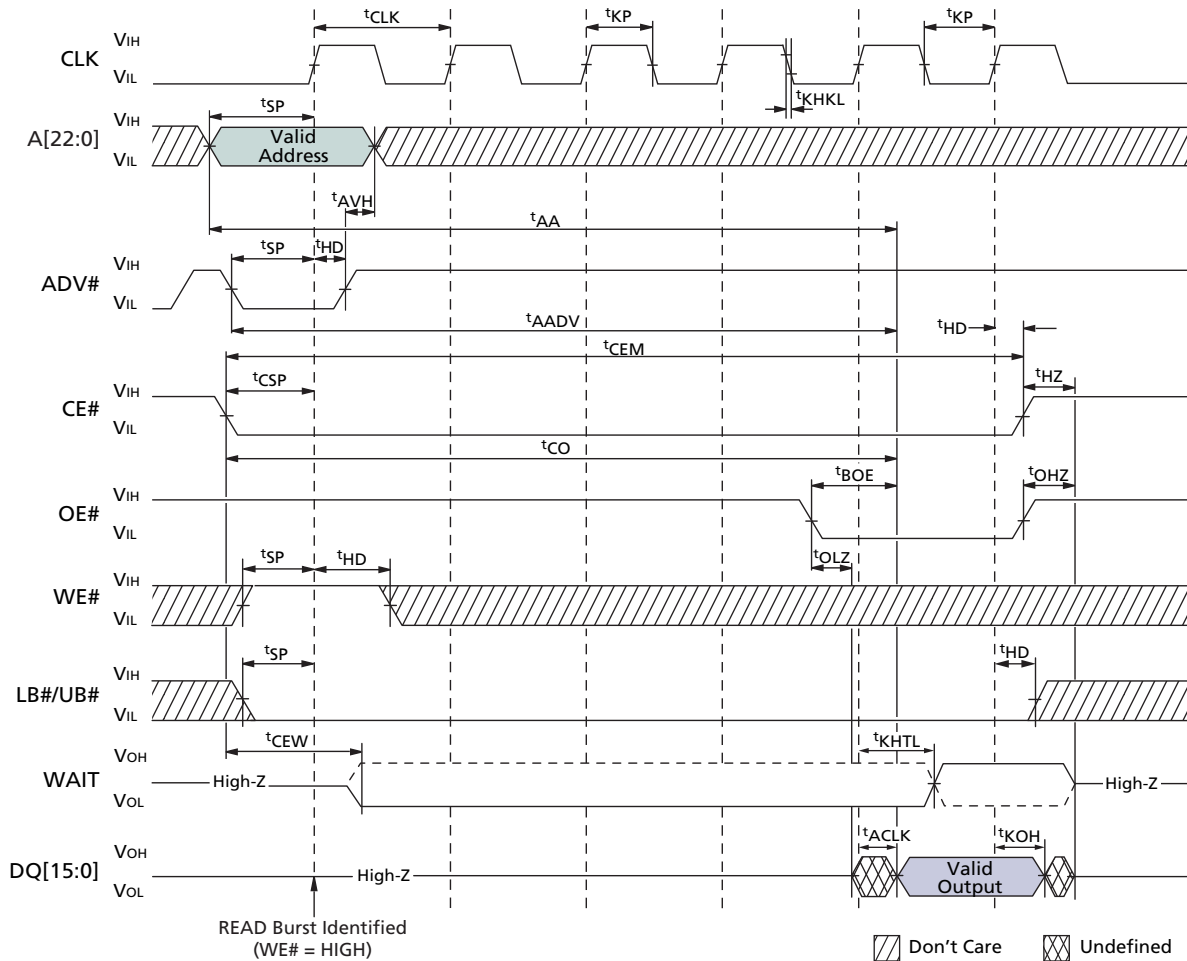 tCLK
tKP
tKP
CLK
VIH
VIL
tKHKL
tSP
A[22:0]
VIH
VIL
Valid
Address
tAVH
tAA
tSP
tHD
ADV#
VIH
VIL
tAADV
tHD
tCEM
tCSP
tHZ
CE#
VIH
VIL
tCO
tBOE
tOHZ
OE#
VIH
VIL
tOLZ
tSP
tHD
WE#
VIH
VIL
tSP
tHD
LB#/UB#
VIH
VIL
tCEW
tKHTL
WAIT
VOH
VOL
High-Z
High-Z
tACLK
tKOH
DQ[15:0]
VOH
VOL
High-Z
Valid
Output
READ Burst Identified
(WE# = HIGH)
Don't Care
Undefined